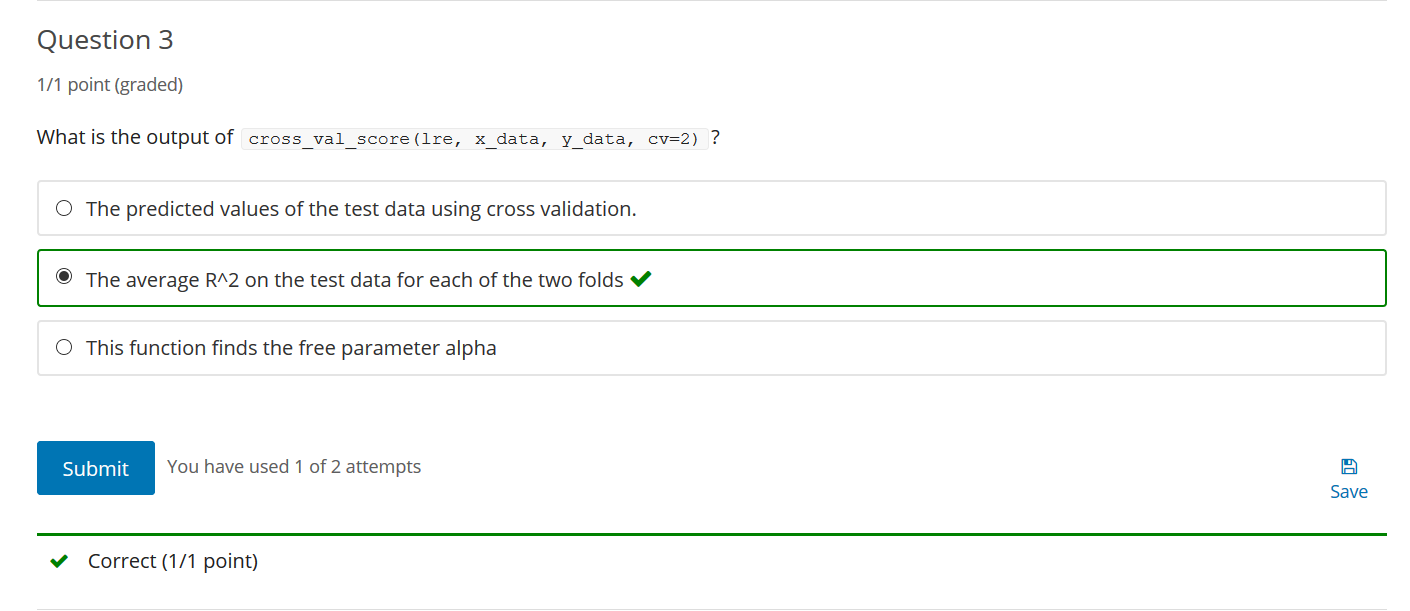 Question 3
1/1 point (graded)
What is the output of cross_val_score(lre, x_data, y_data, cv=2) ?
The predicted values of the test data using cross validation.
The average R^2 on the test data for each of the two folds
This function finds the free parameter alpha
Submit You have used 1 of 2 attempts
Save
Correct (1/1 point)